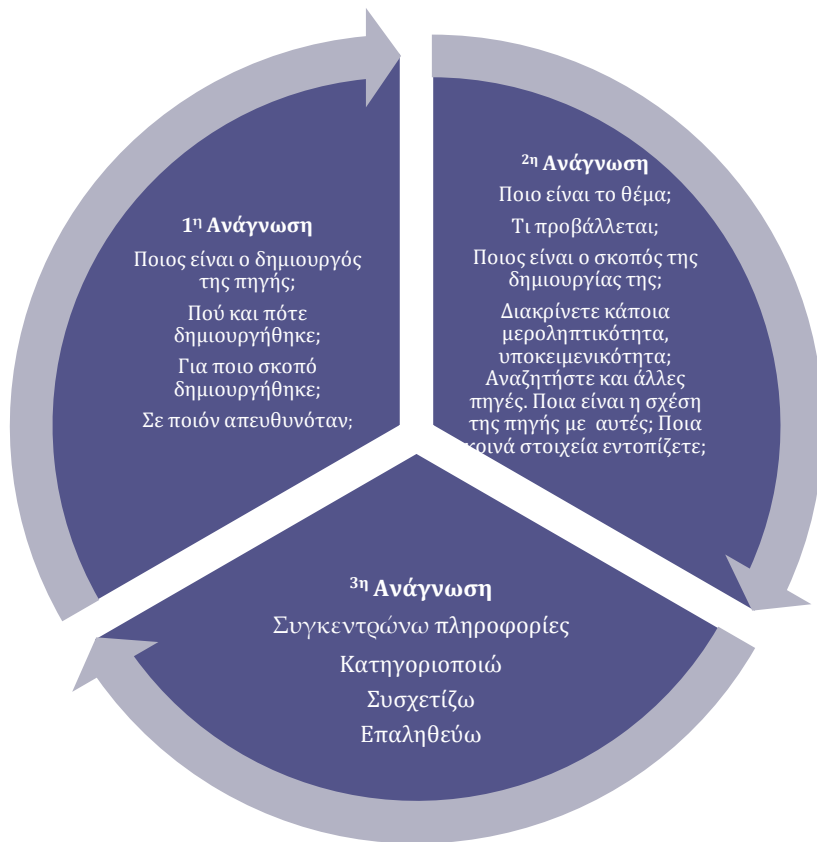 1η Ανάγνωση
Ποιος είναι ο δημιουργός
της πηγής;
Πού και πότε
δημιουργήθηκε;
Για ποιο σκοπό
δημιουργήθηκε;
Σε ποιόν απευθυνόταν;
2η Ανάγνωση
Ποιο είναι το θέμα;
Τι προβάλλεται;
Ποιος είναι ο σκοπός της
δημιουργίας της;
Διακρίνετε κάποια
μεροληπτικότητα,
υποκειμενικότητα;
Αναζητήστε και άλλες
πηγές. Ποια είναι η σχέση
της πηγής με αυτές; Ποια
κοινά στοιχεία εντοπίζετε;
3η Ανάγνωση
Συγκεντρώνω πληροφορίες
Κατηγοριοποιώ
Συσχετίζω
Επαληθεύω